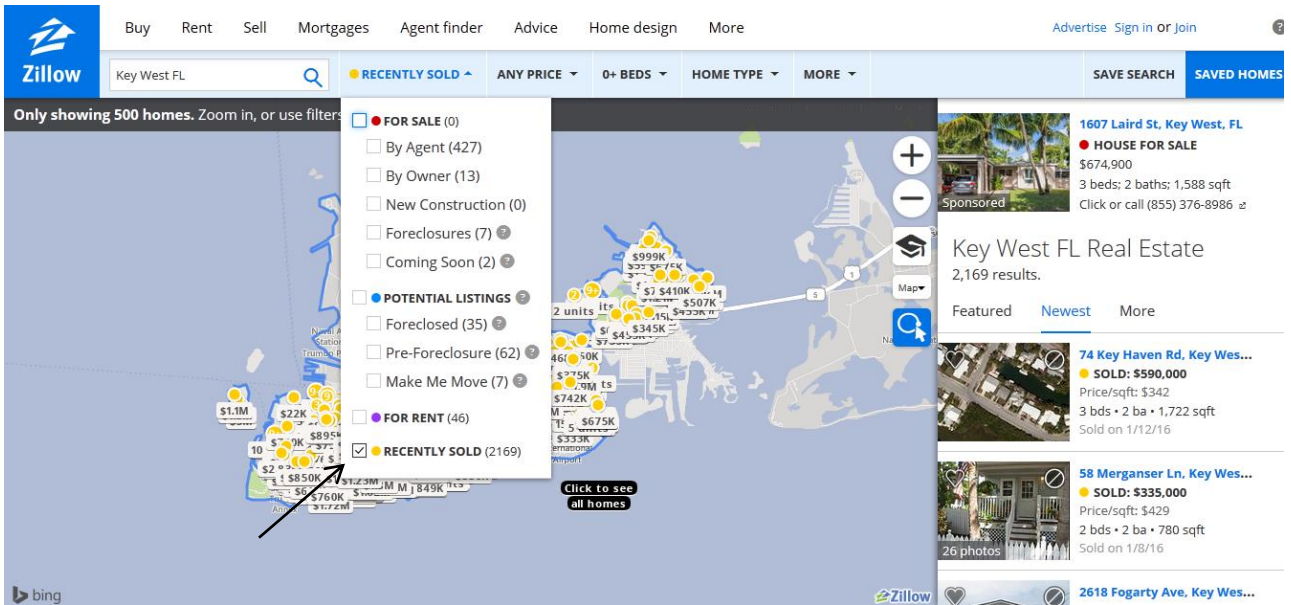 Buy Rent Sell Mortgages Agent finder Advice Home design More
Advertise Sign in or Join ?
Zillow
Key West FL
RECENTLY SOLD ANY PRICE 0+ BEDS HOME TYPE MORE
SAVE SEARCH SAVED HOMES
Only showing 500 homes. Zoom in, or use filters
FOR SALE (0)
By Agent (427)
By Owner (13)
New Construction (0)
Foreclosures (7) ?
Coming Soon (2) ?
POTENTIAL LISTINGS ?
Foreclosed (35) ?
Pre-Foreclosure (62) ?
Make Me Move (7) ?
FOR RENT (46)
RECENTLY SOLD (2169)
$999K
$410K
$507K
2 units
$345K
$375K
$742K
$675K
$333K
Airport
$1.1M
$22K
$895K
$850K
$760K
$1.23M
$849K
$1.72M
Click to see
all homes
1
5
Map
bing
Zillow
Sponsored
1607 Laird St, Key West, FL
HOUSE FOR SALE
$674,900
3 beds; 2 baths; 1,588 sqft
Click or call (855) 376-8986
Key West FL Real Estate
2,169 results.
Featured Newest More
74 Key Haven Rd, Key Wes...
SOLD: $590,000
Price/sqft: $342
3 bds • 2 ba • 1,722 sqft
Sold on 1/12/16
58 Merganser Ln, Key Wes...
SOLD: $335,000
Price/sqft: $429
2 bds • 2 ba • 780 sqft
Sold on 1/8/16
26 photos
2618 Fogarty Ave, Key Wes...